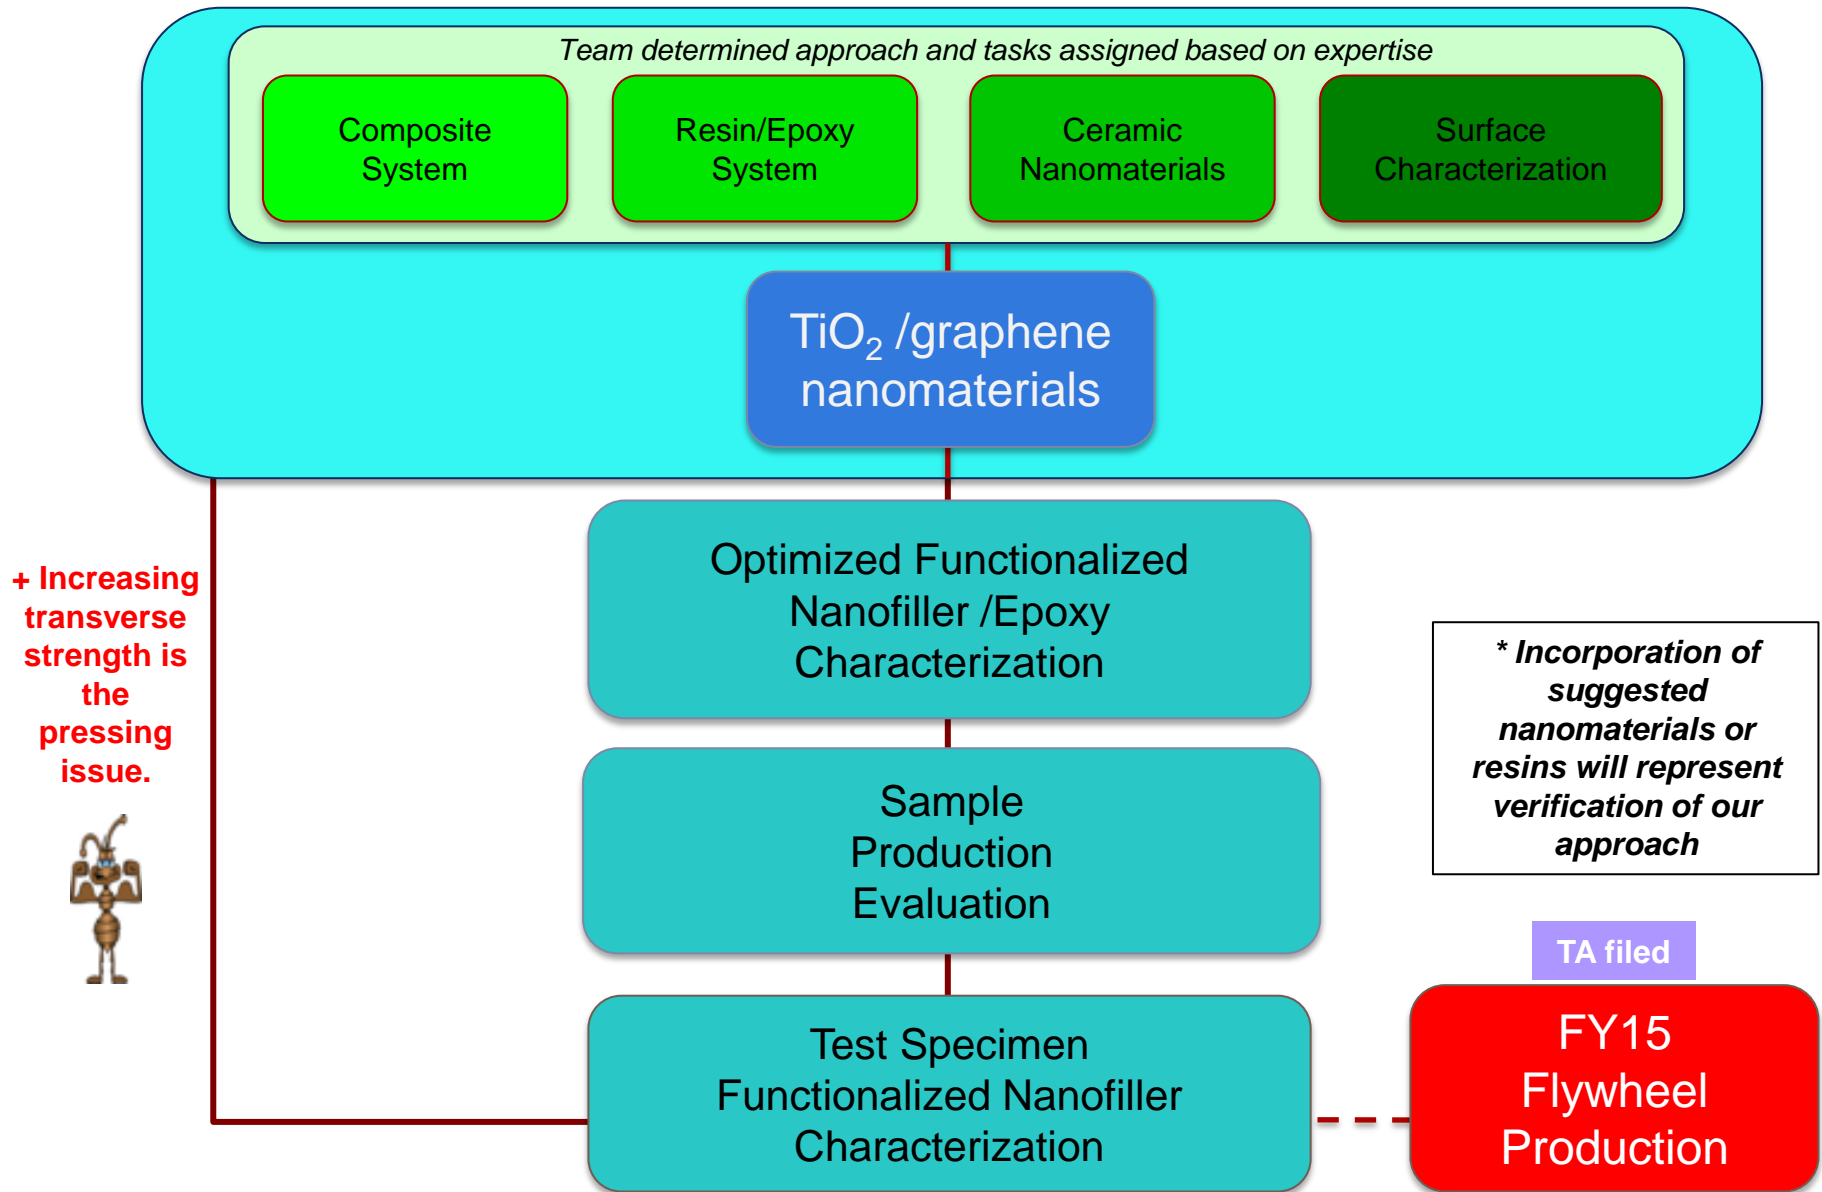 Team determined approach and tasks assigned based on expertise
Composite
System
Resin/Epoxy
System
Ceramic
Nanomaterials
Surface
Characterization
TiO₂ /graphene
nanomaterials
Optimized Functionalized
Nanofiller /Epoxy
Characterization
+ Increasing
transverse
strength is
the
pressing
issue.
* Incorporation of
suggested
nanomaterials or
resins will represent
verification of our
approach
Sample
Production
Evaluation
TA filed
Test Specimen
Functionalized Nanofiller
Characterization
FY15
Flywheel
Production